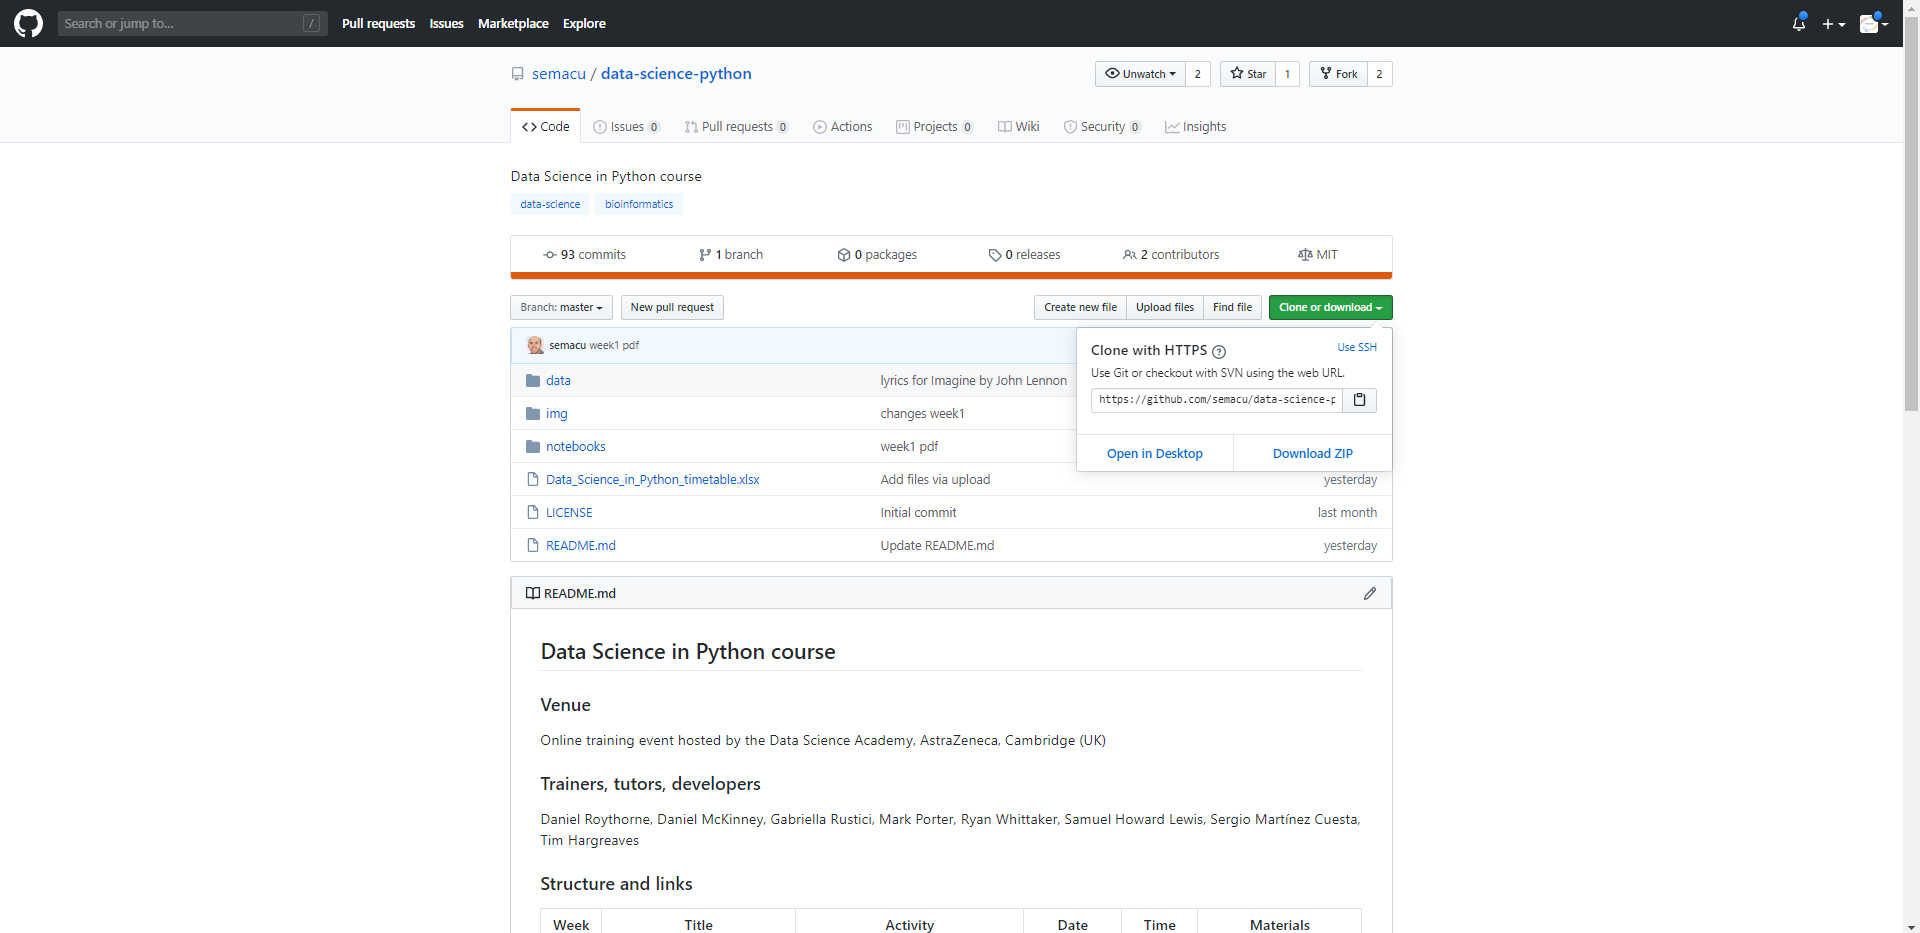 Search or jump to... /
Pull requests Issues Marketplace Explore
semacu / data-science-python
Unwatch 2 Star 1 Fork 2
Code Issues 0 Pull requests 0 Actions Projects 0 Wiki Security 0 Insights
Data Science in Python course
data-science bioinformatics
93 commits 1 branch 0 packages 0 releases 2 contributors MIT
Branch: master New pull request Create new file Upload files Find file Clone or download
semacu week1 pdf
Clone with HTTPS ? Use SSH
Use Git or checkout with SVN using the web URL.
https://github.com/semacu/data-science-p
Open in Desktop Download ZIP
data lyrics for Imagine by John Lennon
img changes week1
notebooks week1 pdf
Data_Science_in_Python_timetable.xlsx Add files via upload yesterday
LICENSE Initial commit last month
README.md Update README.md yesterday
README.md
Data Science in Python course
Venue
Online training event hosted by the Data Science Academy, AstraZeneca, Cambridge (UK)
Trainers, tutors, developers
Daniel Roythorne, Daniel McKinney, Gabriella Rustici, Mark Porter, Ryan Whittaker, Samuel Howard Lewis, Sergio Martínez Cuesta,
Tim Hargreaves
Structure and links
Week Title Activity Date Time Materials